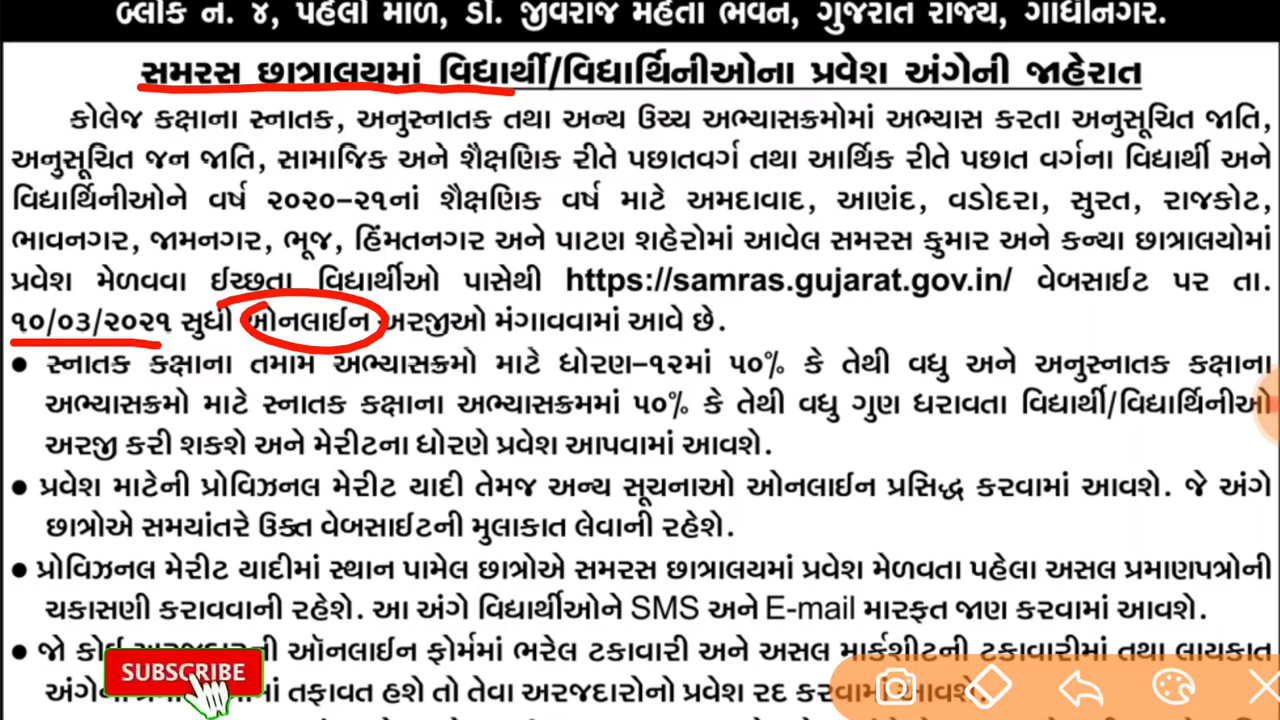 બ્લોક નં. ૪, પહેલો માળ, ડૉ. જીવરાજ મહેતા ભવન, ગુજરાત રાજ્ય, ગાંધીનગર.
સમરસ છાત્રાલયમાં વિદ્યાર્થી/વિદ્યાર્થિનીઓના પ્રવેશ અંગેની જાહેરાત
કોલેજ કક્ષાના સ્નાતક, અનુસ્નાતક તથા અન્ય ઉચ્ચ અભ્યાસક્રમોમાં અભ્યાસ કરતા અનુસૂચિત જાતિ,
અનુસૂચિત જન જાતિ, સામાજિક અને શૈક્ષણિક રીતે પછાતવર્ગ તથા આર્થિક રીતે પછાત વર્ગના વિદ્યાર્થી અને
વિદ્યાર્થિનીઓને વર્ષ ૨૦૨૦–૨૧નાં શૈક્ષણિક વર્ષ માટે અમદાવાદ, આણંદ, વડોદરા, સુરત, રાજકોટ,
ભાવનગર, જામનગર, ભૂજ, હિંમતનગર અને પાટણ શહેરોમાં આવેલ સમરસ કુમાર અને કન્યા છાત્રાલયોમાં
પ્રવેશ મેળવવા ઈચ્છતા વિદ્યાર્થીઓ પાસેથી https://samras.gujarat.gov.in/ વેબસાઈટ પર તા.
૧૦/૦૩/૨૦૨૧ સુધી ઓનલાઈન અરજીઓ મંગાવવામાં આવે છે.
● સ્નાતક કક્ષાના તમામ અભ્યાસક્રમો માટે ધોરણ–૧૨માં ૫૦% કે તેથી વધુ અને અનુસ્નાતક કક્ષાના
અભ્યાસક્રમો માટે સ્નાતક કક્ષાના અભ્યાસક્રમમાં ૫૦% કે તેથી વધુ ગુણ ધરાવતા વિદ્યાર્થી/વિદ્યાર્થિનીઓ
અરજી કરી શકશે અને મેરીટના ધોરણે પ્રવેશ આપવામાં આવશે.
● પ્રવેશ માટેની પ્રોવિઝનલ મેરીટ યાદી તેમજ અન્ય સૂચનાઓ ઓનલાઈન પ્રસિદ્ધ કરવામાં આવશે. જે અંગે
છાત્રોએ સમયાંતરે ઉક્ત વેબસાઈટની મુલાકાત લેવાની રહેશે.
● પ્રોવિઝનલ મેરીટ યાદીમાં સ્થાન પામેલ છાત્રોએ સમરસ છાત્રાલયમાં પ્રવેશ મેળવતા પહેલા અસલ પ્રમાણપત્રોની
ચકાસણી કરાવવાની રહેશે. આ અંગે વિદ્યાર્થીઓને SMS અને E-mail મારફત જાણ કરવામાં આવશે.
● જો કોઈ અરજદારની ઑનલાઈન ફોર્મમાં ભરેલ ટકાવારી અને અસલ માર્કશીટની ટકાવારીમાં તથા લાયકાત
SUBSCRIBE
તફાવત હશે તો તેવા અરજદારોનો પ્રવેશ રદ કરવામાં આવશે.